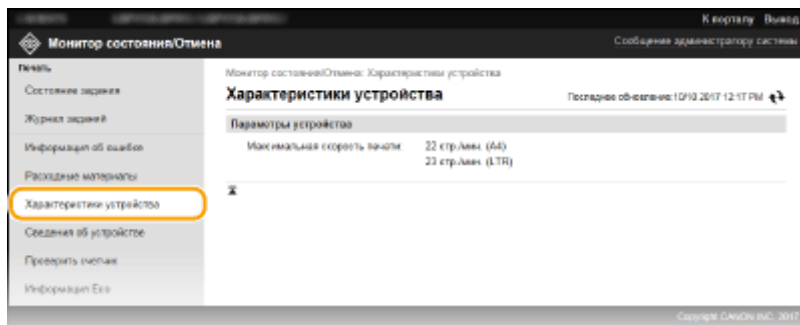 К порталу Выход
Монитор состояния/Отмена
Сообщение администратору системы
Печать
Состояние задания
Журнал заданий
Информация об ошибке
Расходные материалы
Характеристики устройства
Сведения об устройстве
Проверить счетчик
Информация Eco
Монитор состояния/Отмена: Характеристики устройства
Характеристики устройства
Последнее обновление: 10/10 2017 12:17 PM
Параметры устройства
Максимальная скорость печати: 22 стр./мин. (A4)
23 стр./мин. (LTR)
Copyright CANON INC. 2017